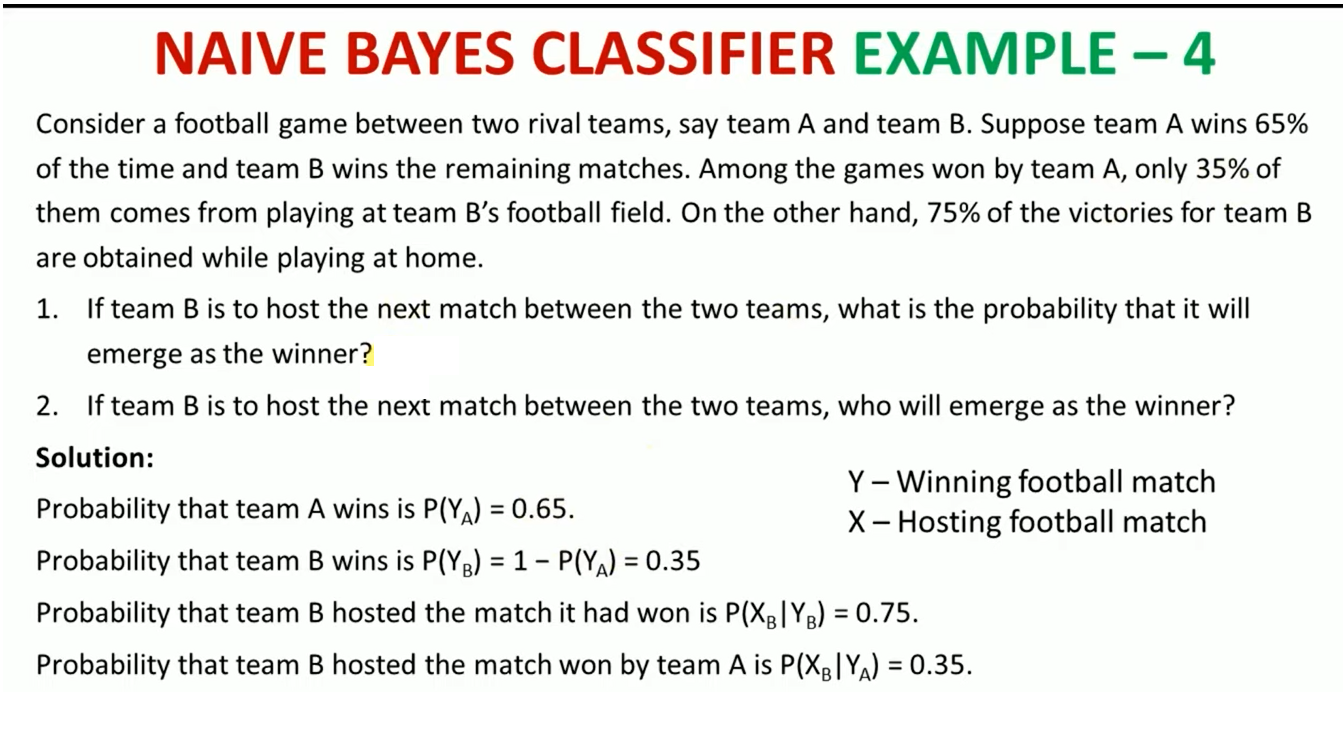 NAIVE BAYES CLASSIFIER EXAMPLE – 4
Consider a football game between two rival teams, say team A and team B. Suppose team A wins 65%
of the time and team B wins the remaining matches. Among the games won by team A, only 35% of
them comes from playing at team B’s football field. On the other hand, 75% of the victories for team B
are obtained while playing at home.
1. If team B is to host the next match between the two teams, what is the probability that it will
emerge as the winner?
2. If team B is to host the next match between the two teams, who will emerge as the winner?
Solution:
Y – Winning football match
X – Hosting football match
Probability that team A wins is P(Y_A) = 0.65.
Probability that team B wins is P(Y_B) = 1 – P(Y_A) = 0.35
Probability that team B hosted the match it had won is P(X_B|Y_B) = 0.75.
Probability that team B hosted the match won by team A is P(X_B|Y_A) = 0.35.